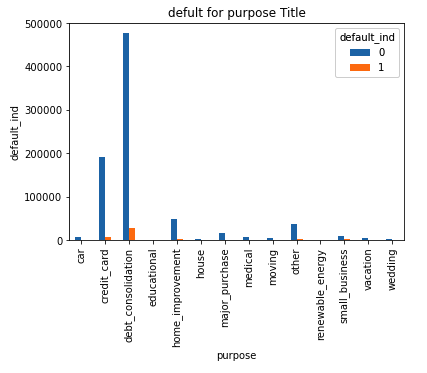 defult for purpose Title
default_ind
0
1
default_ind
500000
400000
300000
200000
100000
0
car
credit_card
debt_consolidation
educational
home_improvement
house
major_purchase
medical
moving
other
renewable_energy
small_business
vacation
wedding
purpose